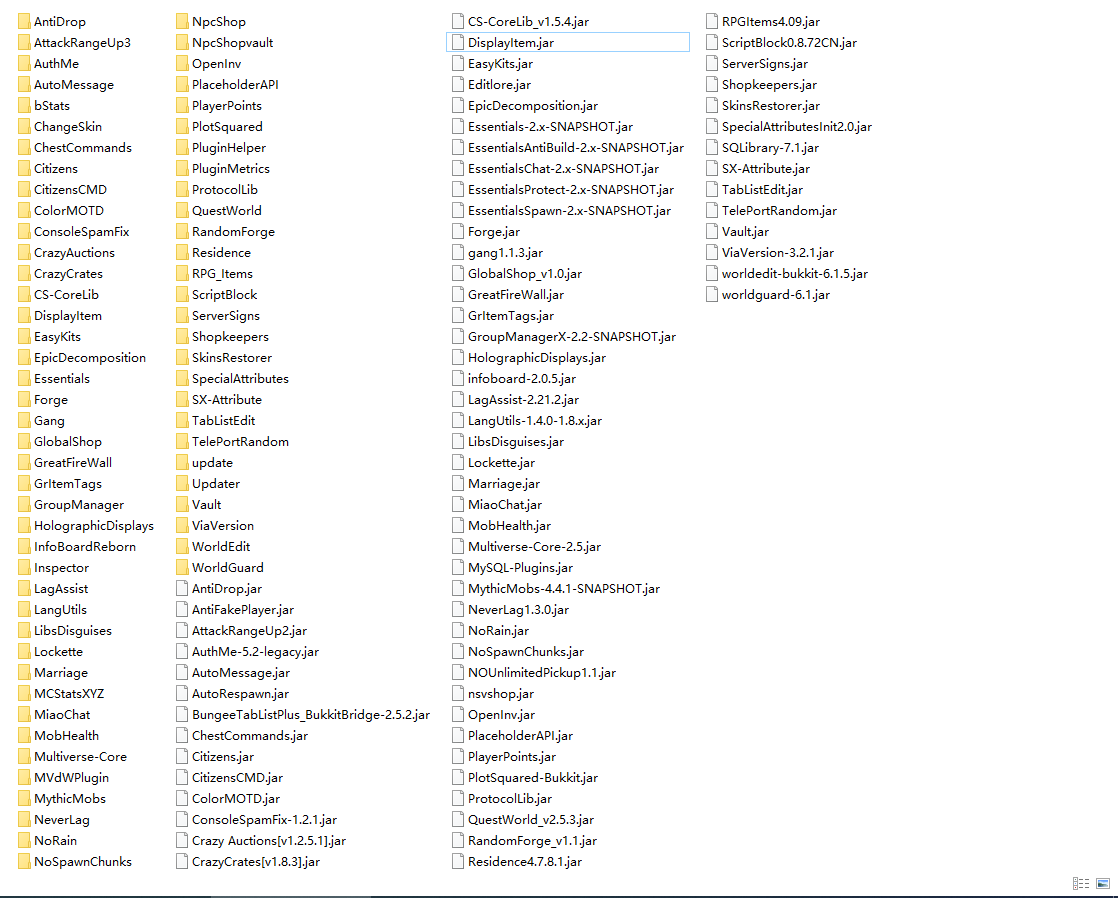 AntiDrop
AttackRangeUp3
AuthMe
AutoMessage
bStats
ChangeSkin
ChestCommands
Citizens
CitizensCMD
ColorMOTD
ConsoleSpamFix
CrazyAuctions
CrazyCrates
CS-CoreLib
DisplayItem
EasyKits
EpicDecomposition
Essentials
Forge
Gang
GlobalShop
GreatFireWall
GrItemTags
GroupManager
HolographicDisplays
InfoBoardReborn
Inspector
LagAssist
LangUtils
LibsDisguises
Lockette
Marriage
MCStatsXYZ
MiaoChat
MobHealth
Multiverse-Core
MVdWPlugin
MythicMobs
NeverLag
NoRain
NoSpawnChunks
NpcShop
NpcShopvault
OpenInv
PlaceholderAPI
PlayerPoints
PlotSquared
PluginHelper
PluginMetrics
ProtocolLib
QuestWorld
RandomForge
Residence
RPG_Items
ScriptBlock
ServerSigns
Shopkeepers
SkinsRestorer
SpecialAttributes
SX-Attribute
TabListEdit
TelePortRandom
update
Updater
Vault
ViaVersion
WorldEdit
WorldGuard
AntiDrop.jar
AntiFakePlayer.jar
AttackRangeUp2.jar
AuthMe-5.2-legacy.jar
AutoMessage.jar
AutoRespawn.jar
BungeeTabListPlus_BukkitBridge-2.5.2.jar
ChestCommands.jar
Citizens.jar
CitizensCMD.jar
ColorMOTD.jar
ConsoleSpamFix-1.2.1.jar
Crazy Auctions[v1.2.5.1].jar
CrazyCrates[v1.8.3].jar
CS-CoreLib_v1.5.4.jar
DisplayItem.jar
EasyKits.jar
Editlore.jar
EpicDecomposition.jar
Essentials-2.x-SNAPSHOT.jar
EssentialsAntiBuild-2.x-SNAPSHOT.jar
EssentialsChat-2.x-SNAPSHOT.jar
EssentialsProtect-2.x-SNAPSHOT.jar
EssentialsSpawn-2.x-SNAPSHOT.jar
Forge.jar
gang1.1.3.jar
GlobalShop_v1.0.jar
GreatFireWall.jar
GrItemTags.jar
GroupManagerX-2.2-SNAPSHOT.jar
HolographicDisplays.jar
infoboard-2.0.5.jar
LagAssist-2.21.2.jar
LangUtils-1.4.0-1.8.x.jar
LibsDisguises.jar
Lockette.jar
Marriage.jar
MiaoChat.jar
MobHealth.jar
Multiverse-Core-2.5.jar
MySQL-Plugins.jar
MythicMobs-4.4.1-SNAPSHOT.jar
NeverLag1.3.0.jar
NoRain.jar
NoSpawnChunks.jar
NOUnlimitedPickup1.1.jar
nsvshop.jar
OpenInv.jar
PlaceholderAPI.jar
PlayerPoints.jar
PlotSquared-Bukkit.jar
ProtocolLib.jar
QuestWorld_v2.5.3.jar
RandomForge_v1.1.jar
Residence4.7.8.1.jar
RPGItems4.09.jar
ScriptBlock0.8.72CN.jar
ServerSigns.jar
Shopkeepers.jar
SkinsRestorer.jar
SpecialAttributesInit2.0.jar
SQLibrary-7.1.jar
SX-Attribute.jar
TabListEdit.jar
TelePortRandom.jar
Vault.jar
ViaVersion-3.2.1.jar
worldedit-bukkit-6.1.5.jar
worldguard-6.1.jar